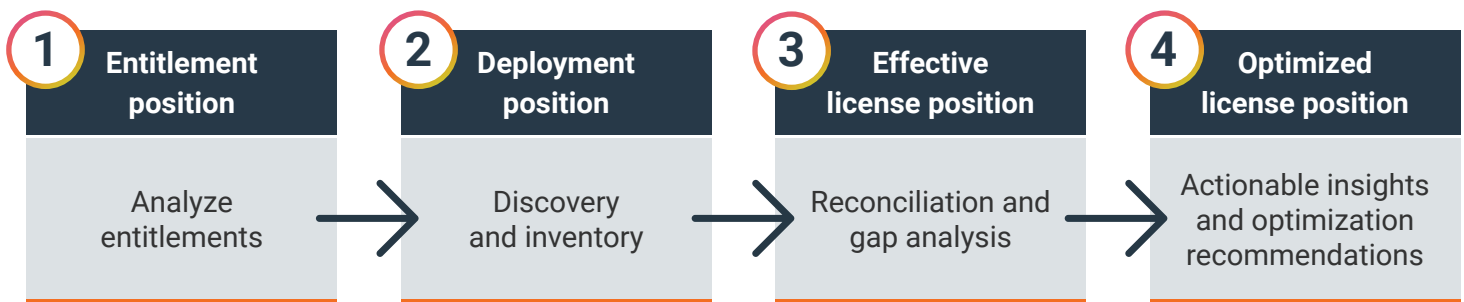 1
Entitlement
position
Analyze
entitlements
2
Deployment
position
Discovery
and inventory
3
Effective
license position
Reconciliation and
gap analysis
4
Optimized
license position
Actionable insights
and optimization
recommendations